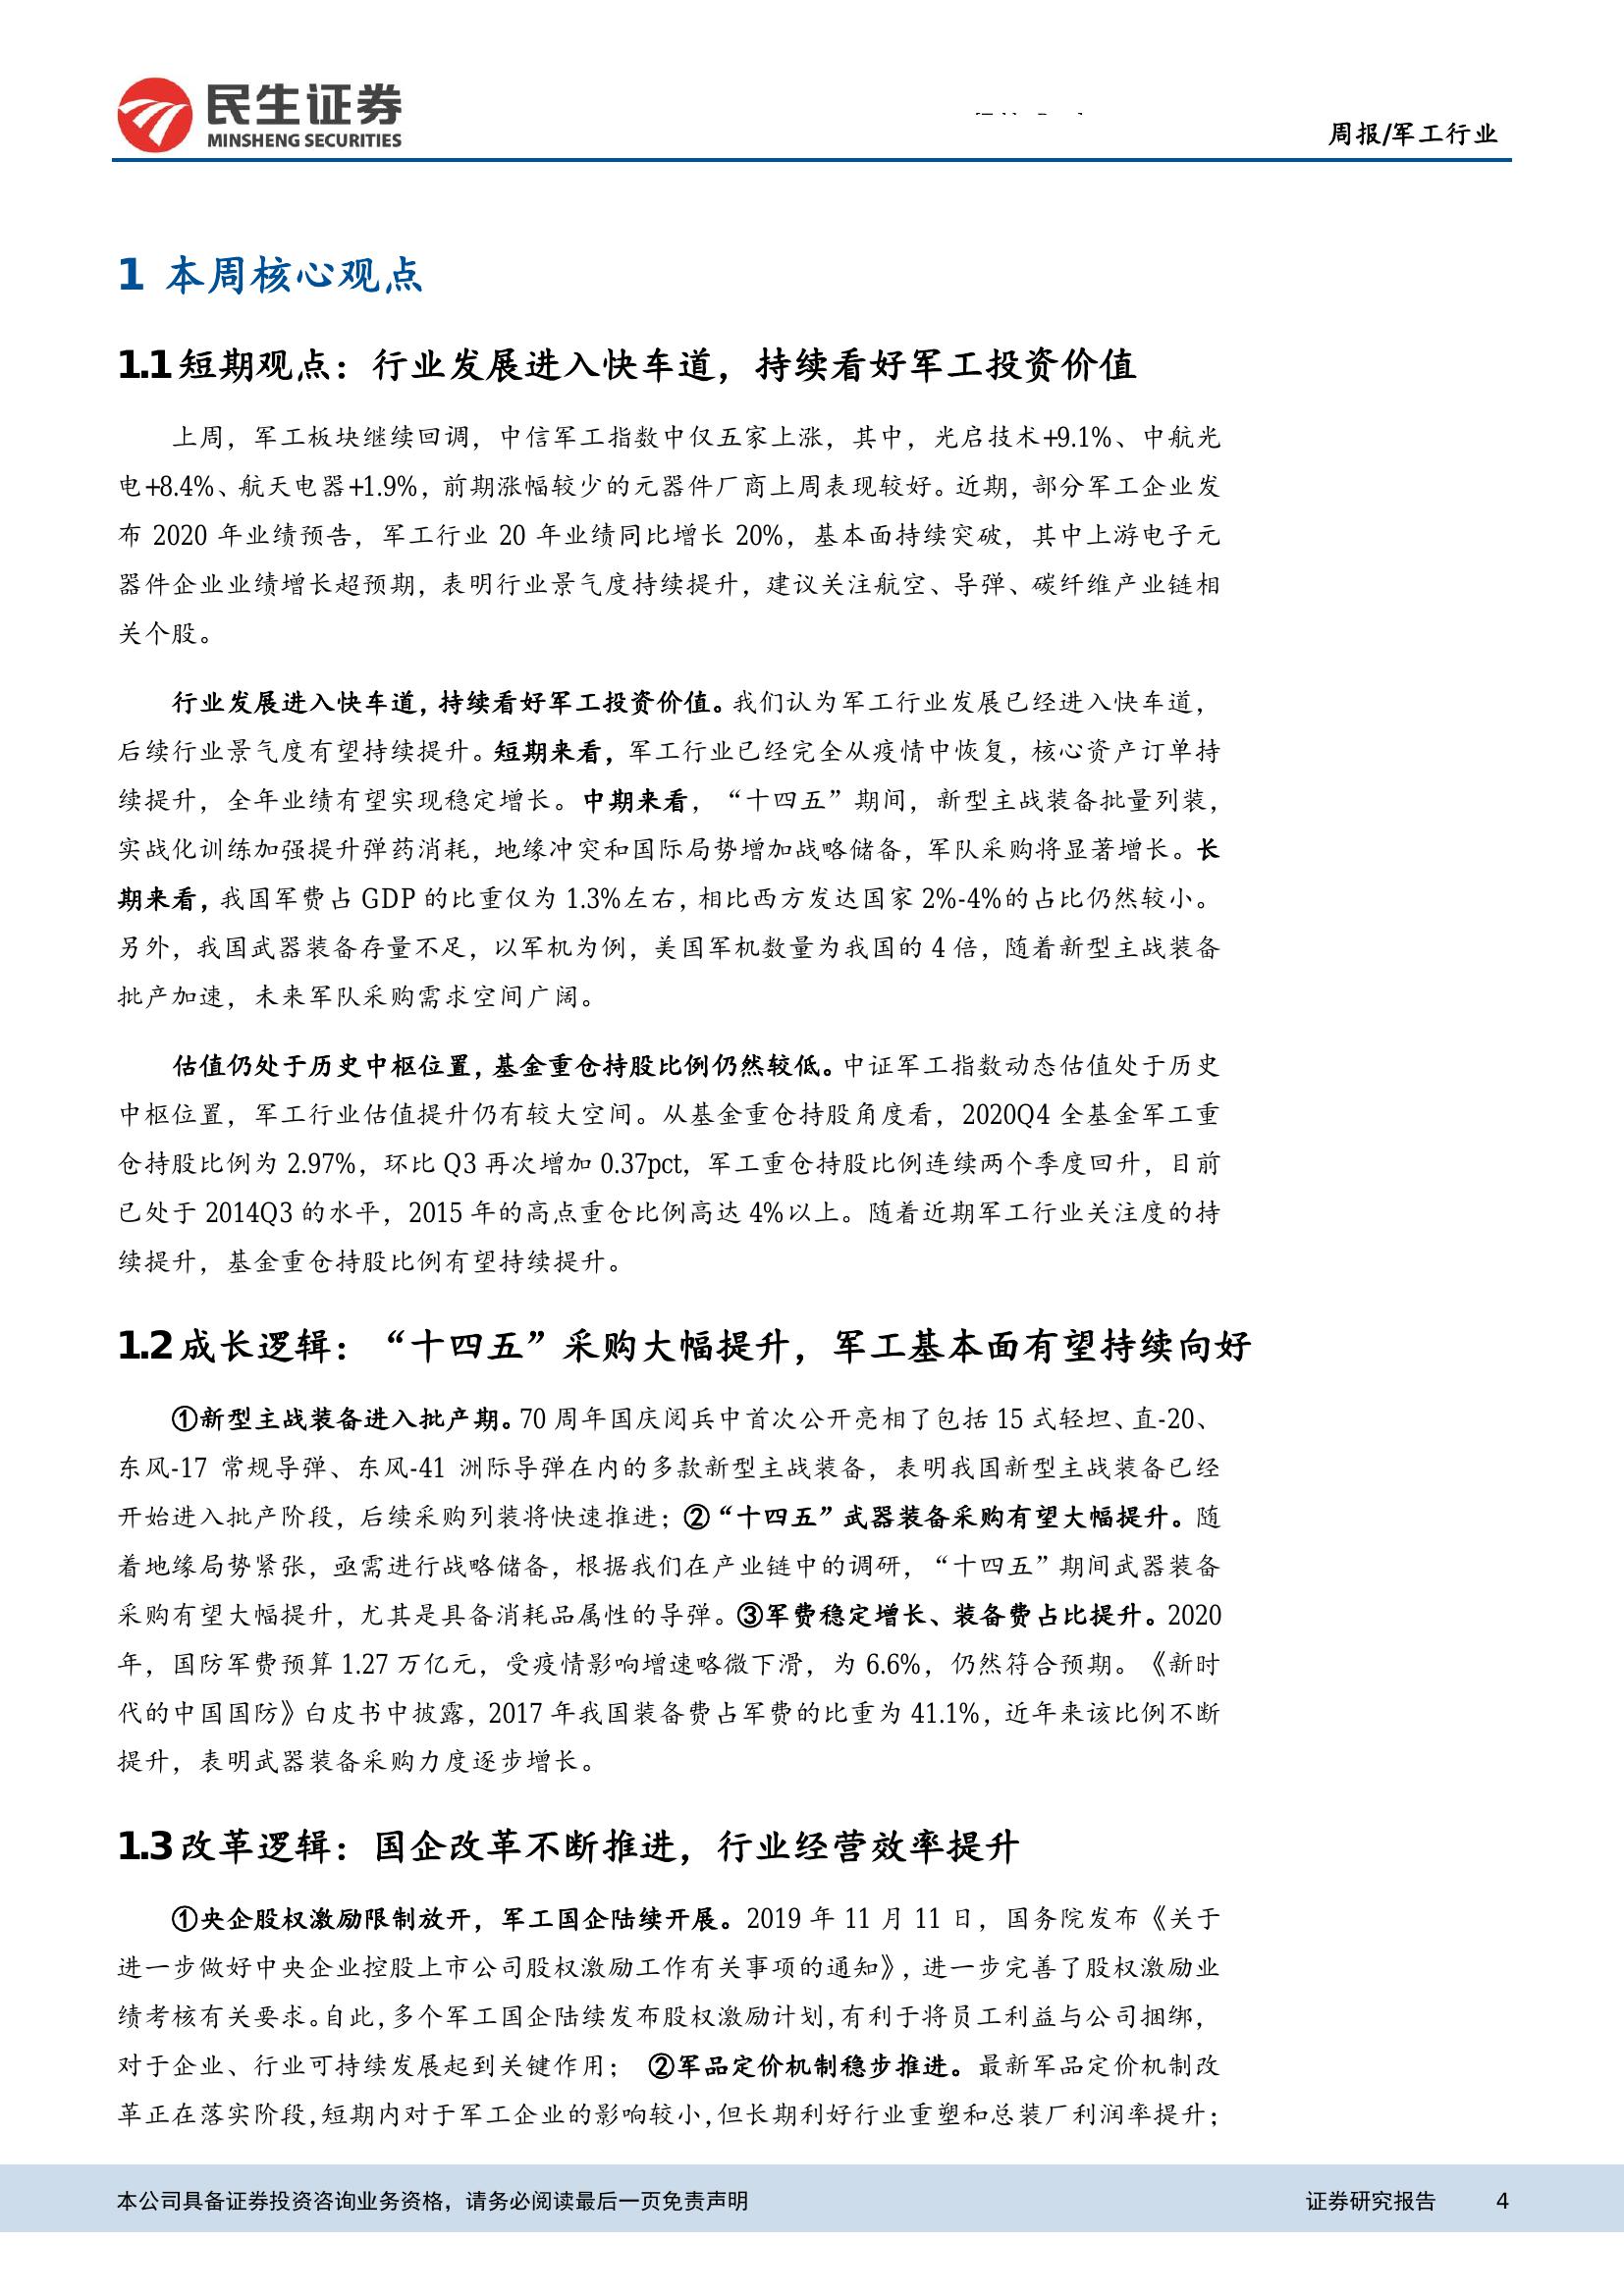 民生证券
MINSHENG SECURITIES
周报/军工行业
1 本周核心观点
1.1短期观点：行业发展进入快车道，持续看好军工投资价值
上周，军工板块继续回调，中信军工指数中仅五家上涨，其中，光启技术+9.1%、中航光
电+8.4%、航天电器+1.9%，前期涨幅较少的元器件厂商上周表现较好。近期，部分军工企业发
布 2020 年业绩预告，军工行业 20 年业绩同比增长 20%，基本面持续突破，其中上游电子元
器件企业业绩增长超预期，表明行业景气度持续提升，建议关注航空、导弹、碳纤维产业链相
关个股。
行业发展进入快车道，持续看好军工投资价值。我们认为军工行业发展已经进入快车道，
后续行业景气度有望持续提升。短期来看，军工行业已经完全从疫情中恢复，核心资产订单持
续提升，全年业绩有望实现稳定增长。中期来看，“十四五”期间，新型主战装备批量列装，
实战化训练加强提升弹药消耗，地缘冲突和国际局势增加战略储备，军队采购将显著增长。长
期来看，我国军费占 GDP 的比重仅为 1.3%左右，相比西方发达国家 2%-4%的占比仍然较小。
另外，我国武器装备存量不足，以军机为例，美国军机数量为我国的 4 倍，随着新型主战装备
批产加速，未来军队采购需求空间广阔。
估值仍处于历史中枢位置，基金重仓持股比例仍然较低。中证军工指数动态估值处于历史
中枢位置，军工行业估值提升仍有较大空间。从基金重仓持股角度看，2020Q4 全基金军工重
仓持股比例为 2.97%，环比 Q3 再次增加 0.37pct，军工重仓持股比例连续两个季度回升，目前
已处于 2014Q3 的水平，2015 年的高点重仓比例高达 4%以上。随着近期军工行业关注度的持
续提升，基金重仓持股比例有望持续提升。
1.2成长逻辑：“十四五”采购大幅提升，军工基本面有望持续向好
①新型主战装备进入批产期。70 周年国庆阅兵中首次公开亮相了包括 15 式轻坦、直-20、
东风-17 常规导弹、东风-41 洲际导弹在内的多款新型主战装备，表明我国新型主战装备已经
开始进入批产阶段，后续采购列装将快速推进；②“十四五”武器装备采购有望大幅提升。随
着地缘局势紧张，亟需进行战略储备，根据我们在产业链中的调研，“十四五”期间武器装备
采购有望大幅提升，尤其是具备消耗品属性的导弹。③军费稳定增长、装备费占比提升。2020
年，国防军费预算 1.27 万亿元，受疫情影响增速略微下滑，为 6.6%，仍然符合预期。《新时
代的中国国防》白皮书中披露，2017 年我国装备费占军费的比重为 41.1%，近年来该比例不断
提升，表明武器装备采购力度逐步增长。
1.3改革逻辑：国企改革不断推进，行业经营效率提升
①央企股权激励限制放开，军工国企陆续开展。2019 年 11 月 11 日，国务院发布《关于
进一步做好中央企业控股上市公司股权激励工作有关事项的通知》，进一步完善了股权激励业
绩考核有关要求。自此，多个军工国企陆续发布股权激励计划，有利于将员工利益与公司捆绑，
对于企业、行业可持续发展起到关键作用； ②军品定价机制稳步推进。最新军品定价机制改
革正在落实阶段，短期内对于军工企业的影响较小，但长期利好行业重塑和总装厂利润率提升；
本公司具备证券投资咨询业务资格，请务必阅读最后一页免责声明
证券研究报告 4